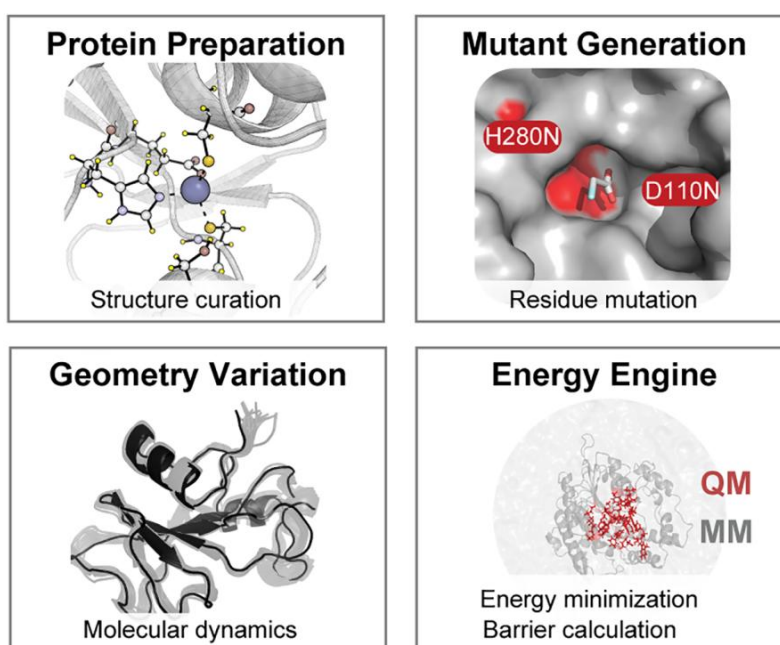 Protein Preparation
Structure curation
Mutant Generation
H280N
D110N
Residue mutation
Geometry Variation
Molecular dynamics
Energy Engine
QM
MM
Energy minimization
Barrier calculation